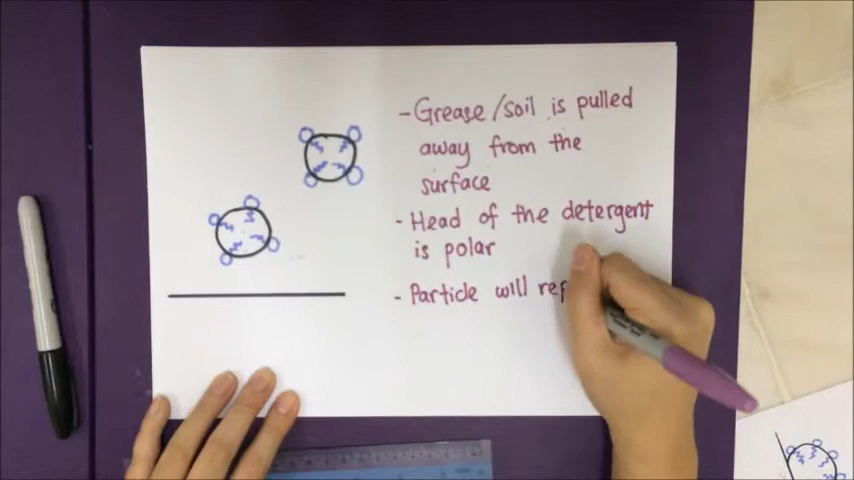 - Grease/soil is pulled
away from the
surface
- Head of the detergent
is polar
- Particle will